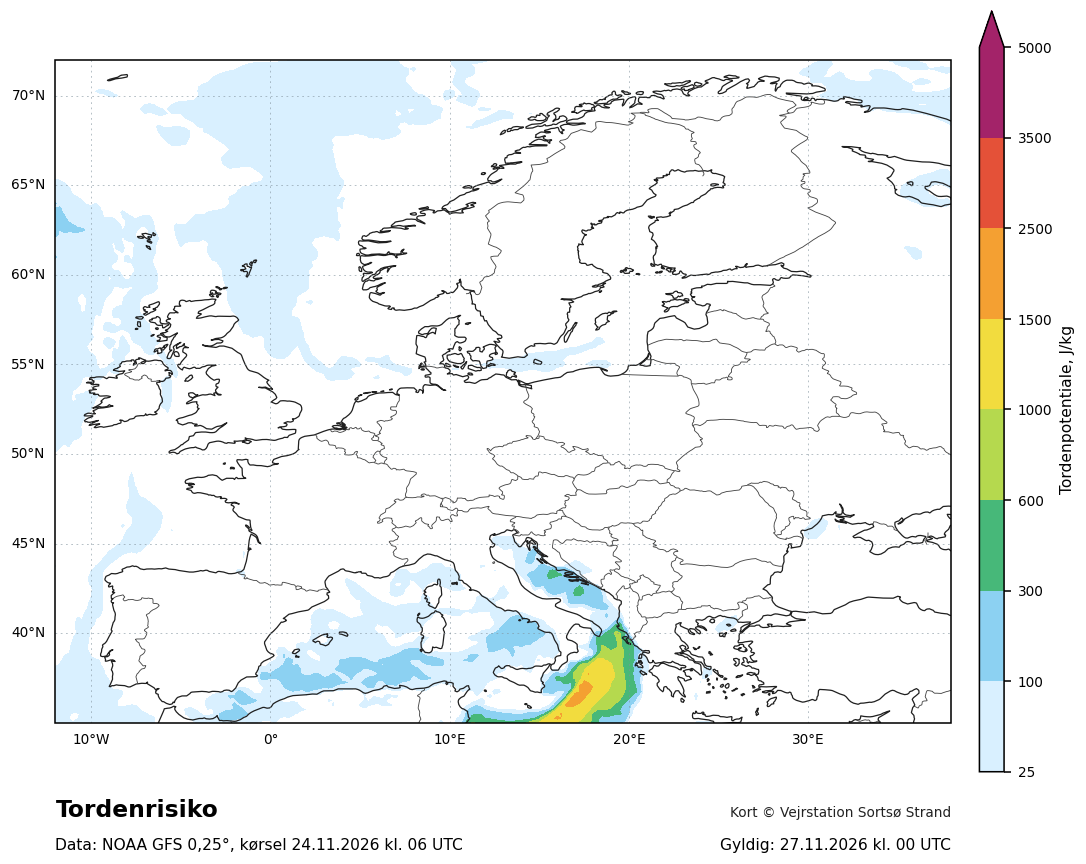 5000
3500
2500
1500
1000
600
300
100
25
Tordenpotentiale, J/kg
70°N
65°N
60°N
55°N
50°N
45°N
40°N
10°W
0°
10°E
20°E
30°E
Tordenrisiko
Kort © Vejrstation Sortsø Strand
Data: NOAA GFS 0,25°, kørsel 24.11.2026 kl. 06 UTC
Gyldig: 27.11.2026 kl. 00 UTC